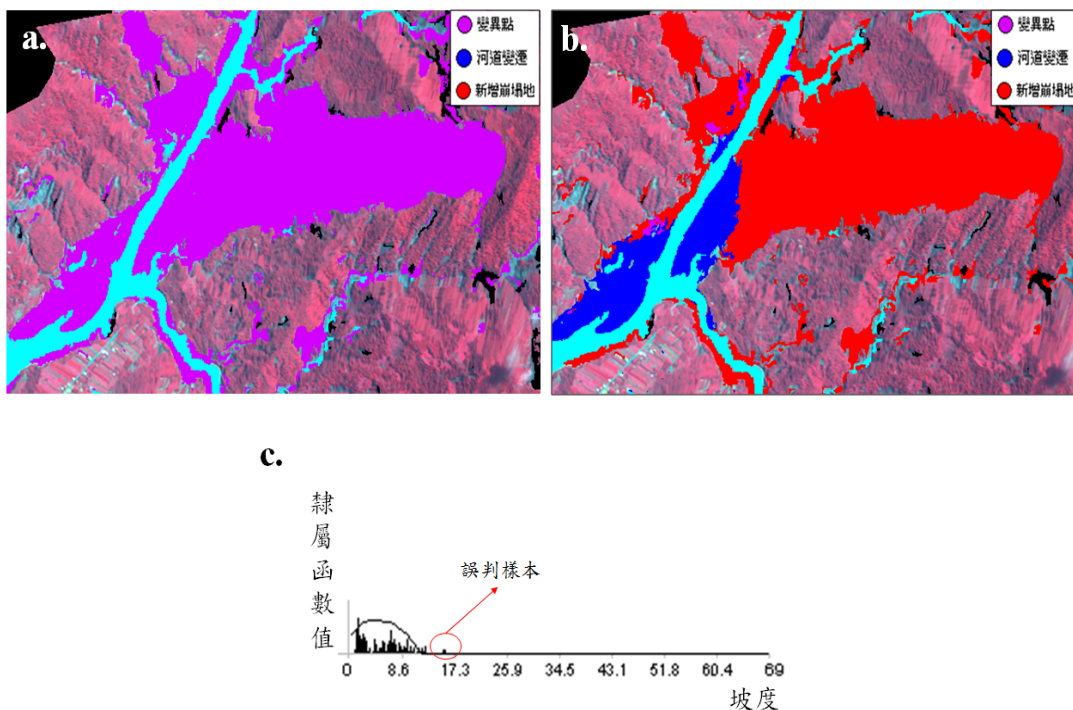 a.
變異點
河道變遷
新增崩塌地
b.
變異點
河道變遷
新增崩塌地
c.
隸屬函數值
誤判樣本
0 8.6 17.3 25.9 34.5 43.1 51.8 60.4 69
坡度